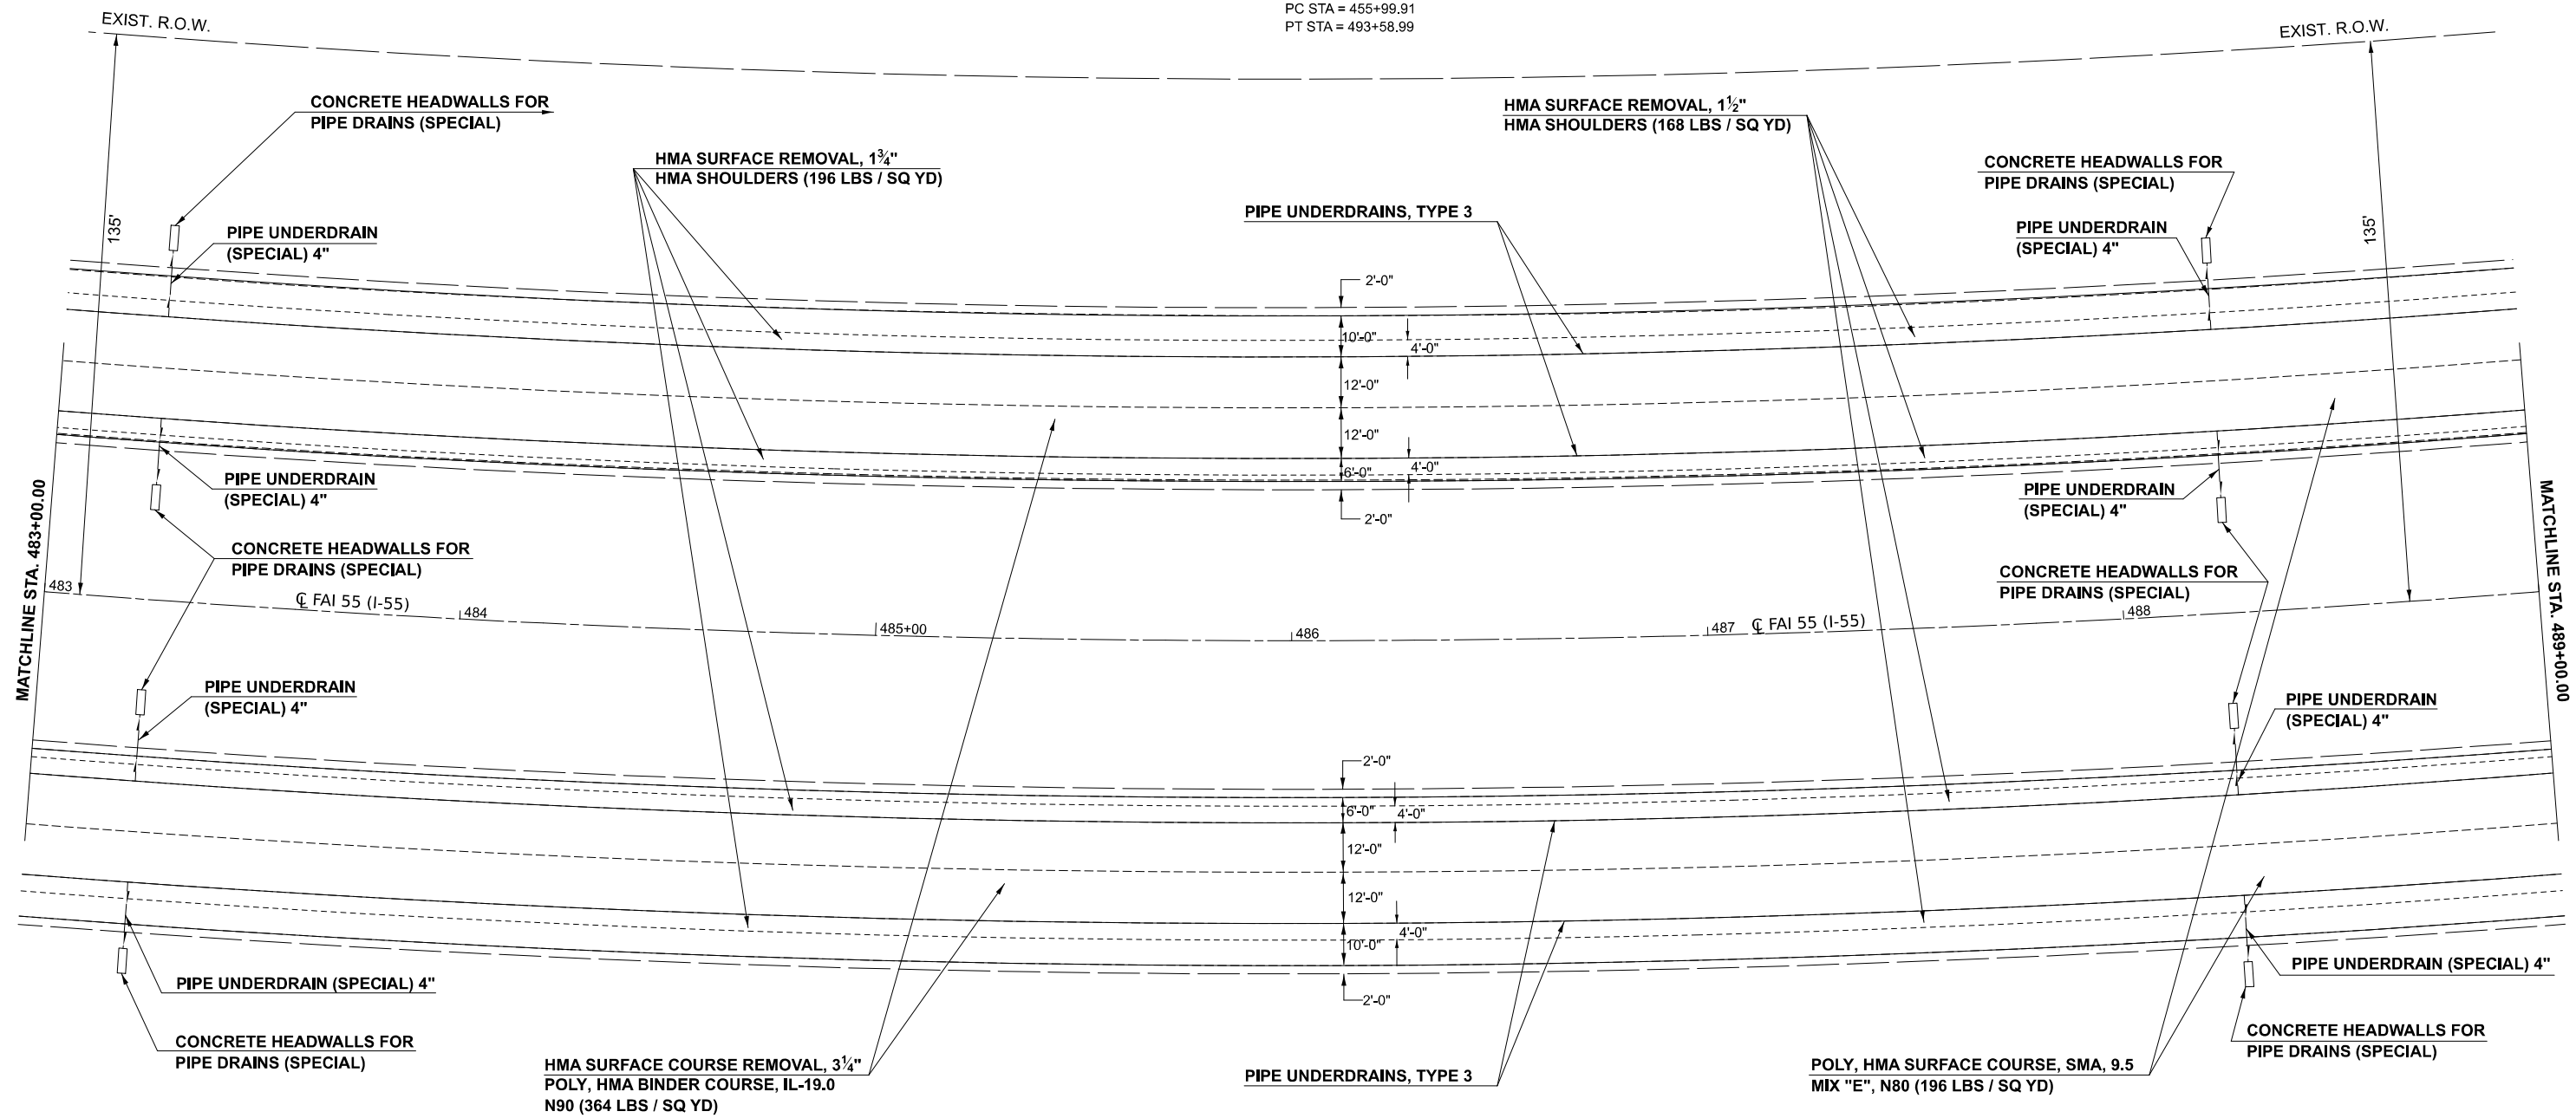 PC STA = 455+99.91
PT STA = 493+58.99
EXIST. R.O.W.
EXIST. R.O.W.
CONCRETE HEADWALLS FOR
PIPE DRAINS (SPECIAL)
HMA SURFACE REMOVAL, 1½"
HMA SHOULDERS (168 LBS / SQ YD)
HMA SURFACE REMOVAL, 1¾"
HMA SHOULDERS (196 LBS / SQ YD)
CONCRETE HEADWALLS FOR
PIPE DRAINS (SPECIAL)
135'
135'
PIPE UNDERDRAIN
(SPECIAL) 4"
PIPE UNDERDRAINS, TYPE 3
PIPE UNDERDRAIN
(SPECIAL) 4"
2'-0"
10'-0"
4'-0"
12'-0"
12'-0"
6'-0"
4'-0"
2'-0"
PIPE UNDERDRAIN
(SPECIAL) 4"
PIPE UNDERDRAIN
(SPECIAL) 4"
CONCRETE HEADWALLS FOR
PIPE DRAINS (SPECIAL)
CONCRETE HEADWALLS FOR
PIPE DRAINS (SPECIAL)
MATCHLINE STA. 483+00.00
MATCHLINE STA. 489+00.00
483
℄ FAI 55 (I-55)
484
485+00
486
487
℄ FAI 55 (I-55)
488
PIPE UNDERDRAIN
(SPECIAL) 4"
PIPE UNDERDRAIN
(SPECIAL) 4"
2'-0"
6'-0"
4'-0"
12'-0"
12'-0"
4'-0"
10'-0"
2'-0"
PIPE UNDERDRAIN (SPECIAL) 4"
PIPE UNDERDRAIN (SPECIAL) 4"
CONCRETE HEADWALLS FOR
PIPE DRAINS (SPECIAL)
HMA SURFACE COURSE REMOVAL, 3¼"
POLY, HMA BINDER COURSE, IL-19.0
N90 (364 LBS / SQ YD)
PIPE UNDERDRAINS, TYPE 3
POLY, HMA SURFACE COURSE, SMA, 9.5
MIX "E", N80 (196 LBS / SQ YD)
CONCRETE HEADWALLS FOR
PIPE DRAINS (SPECIAL)